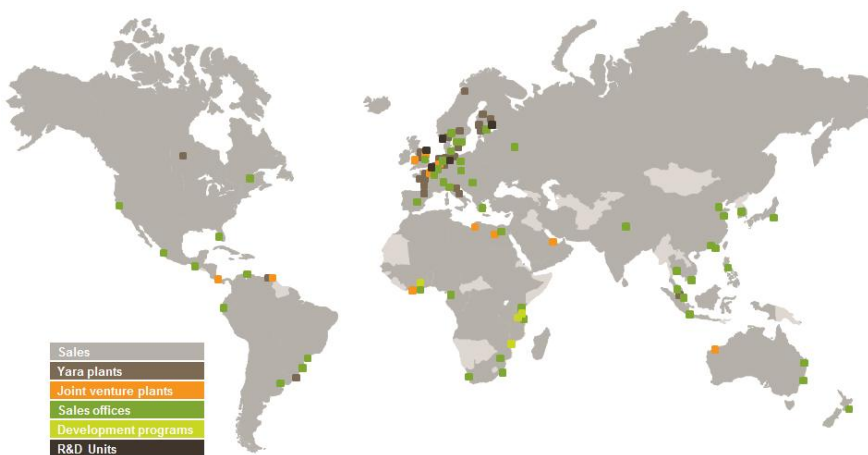 Sales
Yara plants
Joint venture plants
Sales offices
Development programs
R&D Units